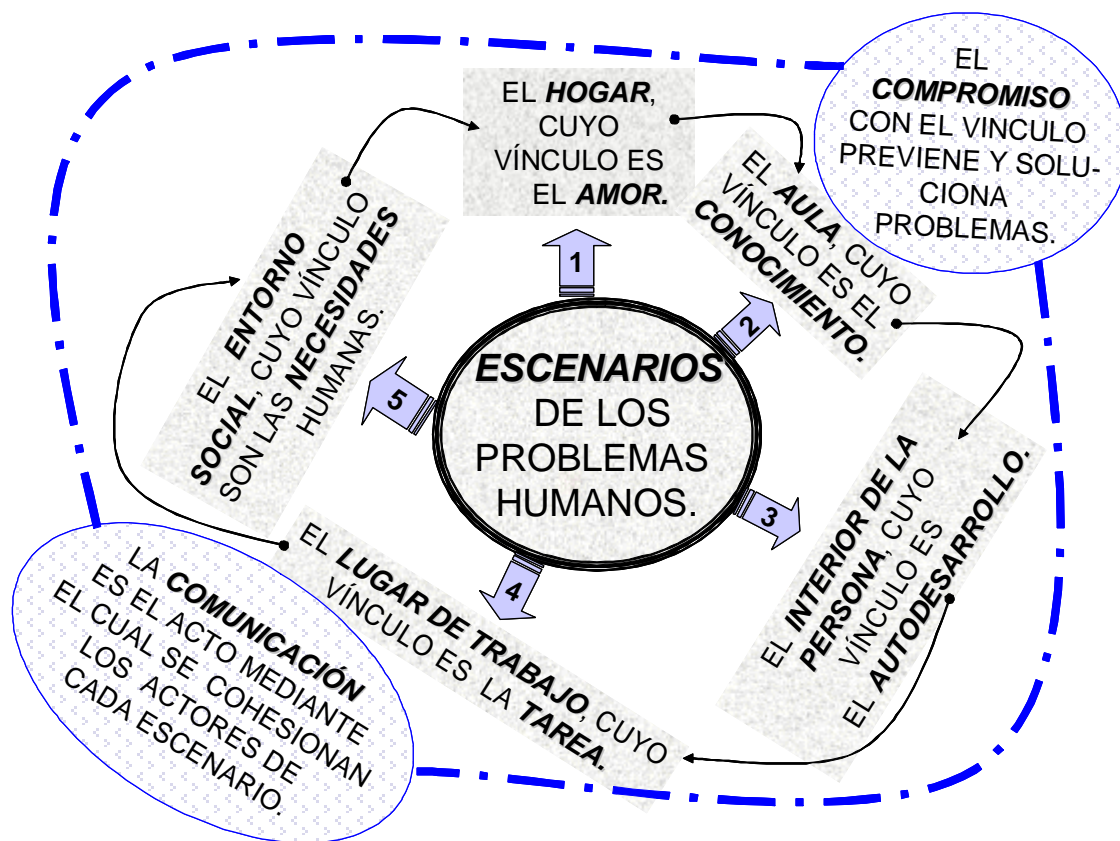 ESCENARIOS
DE LOS
PROBLEMAS
HUMANOS.
1
EL HOGAR,
CUYO
VÍNCULO ES
EL AMOR.
2
EL AULA, CUYO
VÍNCULO ES EL
CONOCIMIENTO.
3
EL INTERIOR DE LA
PERSONA, CUYO
VÍNCULO ES
EL AUTODESARROLLO.
4
EL LUGAR DE TRABAJO, CUYO
VÍNCULO ES LA
TAREA.
5
EL ENTORNO
SOCIAL, CUYO VÍNCULO
SON LAS NECESIDADES
HUMANAS.
EL
COMPROMISO
CON EL VINCULO
PREVIENE Y SOLU-
CIONA
PROBLEMAS.
LA COMUNICACIÓN
ES EL ACTO MEDIANTE
EL CUAL SE COHESIONAN
LOS ACTORES DE
CADA ESCENARIO.